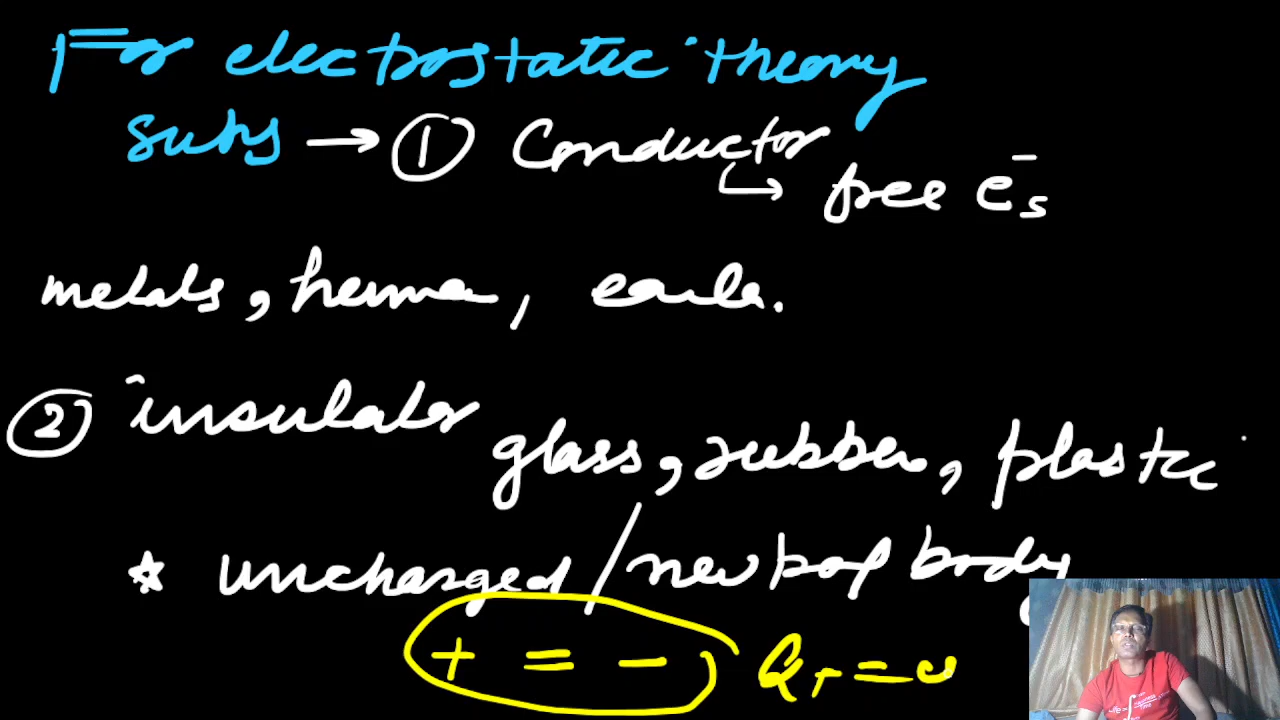 For electrostatic theory
subs → ① Conductor
↳ free e⁻s
metals, human, earth.
② insulator
glass, rubber, plastic
☆ uncharged / neutral body
+ = - , Q_T = 0